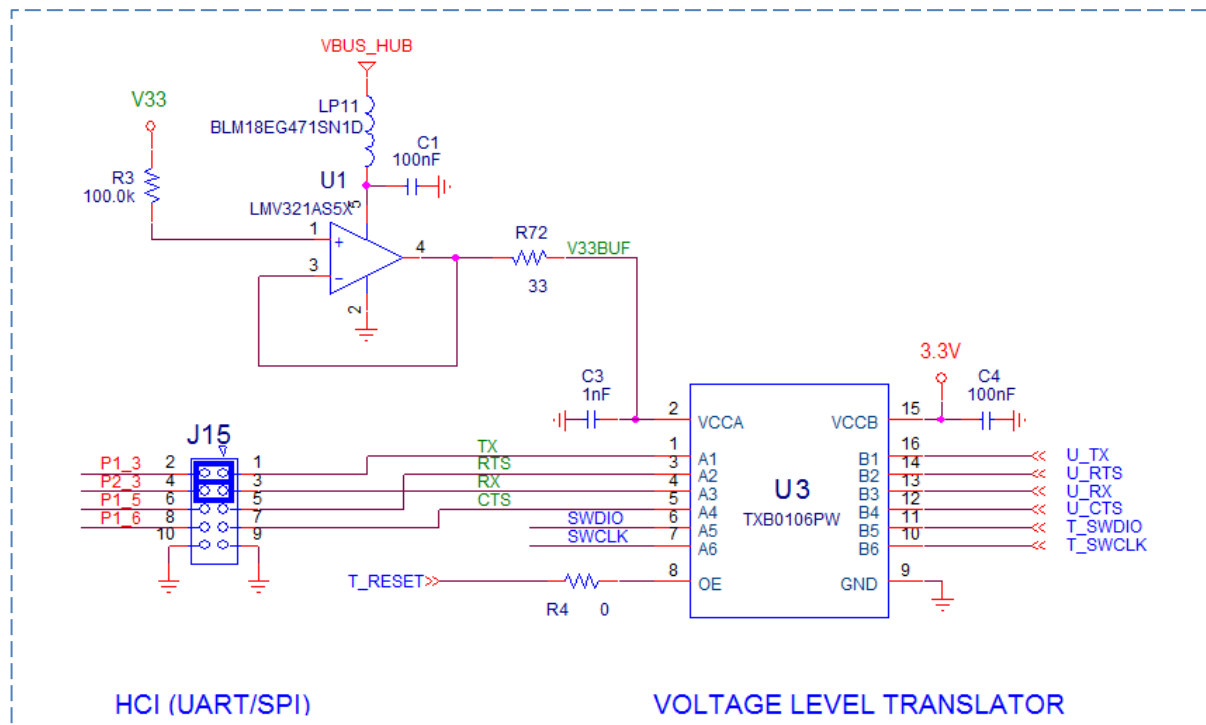 VBUS_HUB
V33
LP11
BLM18EG471SN1D
C1
100nF
R3
100.0k
U1
LMV321AS5X
5
1
+
4
3
-
2
R72
V33BUF
33
3.3V
C3
1nF
C4
100nF
2 VCCA
VCCB 15
J15
P1_3 2 1 TX 1 A1
B1 16 U_TX
P2_3 4 3 RTS 3 A2
B2 14 U_RTS
P1_5 6 5 RX 4 A3
B3 13 U_RX
P1_6 8 7 CTS 5 A4
B4 12 U_CTS
10 9 SWDIO 6 A5
B5 11 T_SWDIO
SWCLK 7 A6
B6 10 T_SWCLK
U3
TXB0106PW
T_RESET 8 OE
GND 9
R4 0
HCI (UART/SPI)
VOLTAGE LEVEL TRANSLATOR